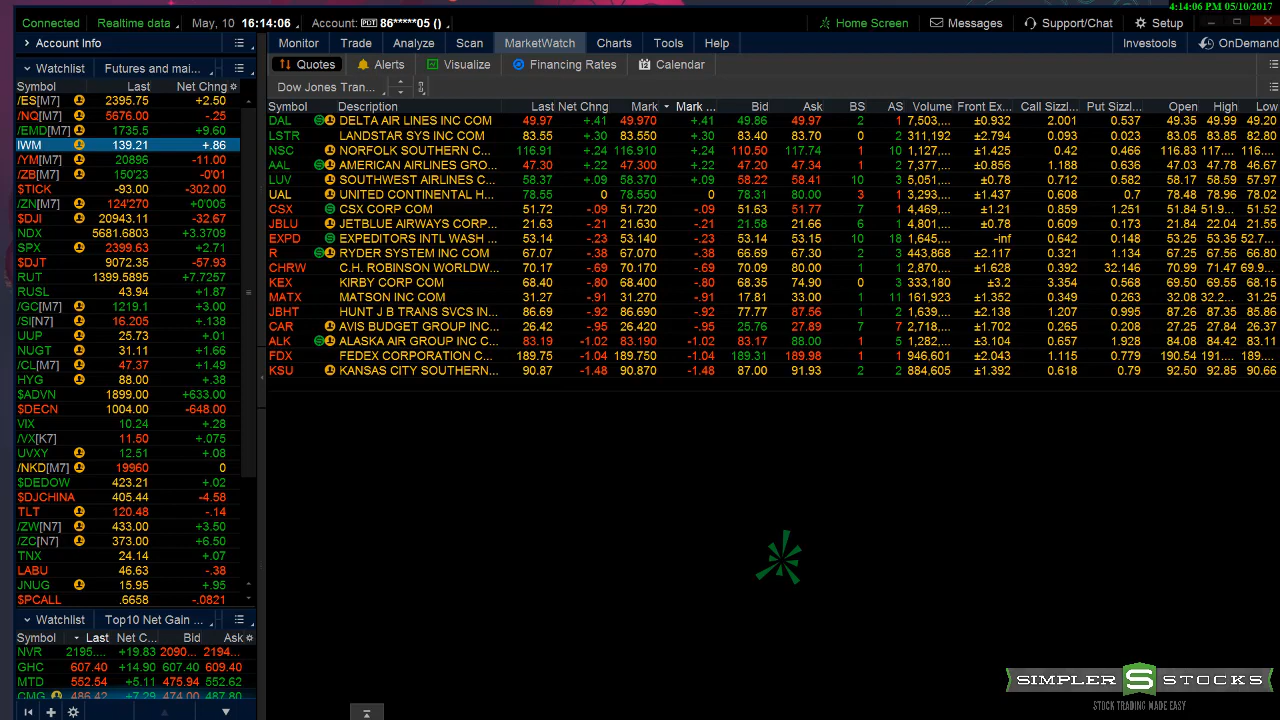 4:14:06 PM 05/10/2017
Connected Realtime data May, 10 16:14:06 Account: PDT 86*****05 () Home Screen Messages Support/Chat Setup
Account Info Monitor Trade Analyze Scan MarketWatch Charts Tools Help Investools OnDemand
Watchlist Futures and mai... Quotes Alerts Visualize Financing Rates Calendar
Symbol Last Net Chng
/ES[M7] 2395.75 +2.50
/NQ[M7] 5676.00 -.25
/EMD[M7] 1735.5 +9.60
IWM 139.21 +.86
/YM[M7] 20896 -11.00
/ZB[M7] 150'23 -0'01
$TICK -93.00 -302.00
/ZN[M7] 124'270 +0'005
$DJI 20943.11 -32.67
NDX 5681.6803 +3.3709
SPX 2399.63 +2.71
$DJT 9072.35 -57.93
RUT 1399.5895 +7.7257
RUSL 43.94 +1.87
/GC[M7] 1219.1 +3.00
/SI[N7] 16.205 +.138
UUP 25.73 +.01
NUGT 31.11 +1.66
/CL[M7] 47.37 +1.49
HYG 88.00 +.38
$ADVN 1899.00 +633.00
$DECN 1004.00 -648.00
VIX 10.24 +.28
/VX[K7] 11.50 +.075
UVXY 12.51 +.08
/NKD[M7] 19960 0
$DEDOW 423.21 +.02
$DJCHINA 405.44 -4.58
TLT 120.48 -.14
/ZW[N7] 433.00 +3.50
/ZC[N7] 373.00 +6.50
TNX 24.14 +.07
LABU 46.63 -.38
JNUG 15.95 +.95
$PCALL .6658 -.0821
Watchlist Top10 Net Gain ...
Symbol Last Net C... Bid Ask
NVR 2195.... +19.83 2090... 2194...
GHC 607.40 +14.90 607.40 609.40
MTD 552.54 +5.11 475.94 552.62
CMG 486.42 +7.29 474.00 487.80
Dow Jones Tran...
Symbol Description Last Net Chng Mark Mark ... Bid Ask BS AS Volume Front Ex... Call Sizzl... Put Sizzl... Open High Low
DAL DELTA AIR LINES INC COM 49.97 +.41 49.970 +.41 49.86 49.97 2 1 7,503,... ±0.932 2.001 0.537 49.35 49.99 49.20
LSTR LANDSTAR SYS INC COM 83.55 +.30 83.550 +.30 83.40 83.70 0 0 311,192 ±2.794 0.093 0.023 83.05 83.85 82.80
NSC NORFOLK SOUTHERN C... 116.91 +.24 116.910 +.24 110.50 117.74 1 10 1,127,... ±1.425 0.42 0.466 116.83 117.... 116....
AAL AMERICAN AIRLINES GRO... 47.30 +.22 47.300 +.22 47.20 47.34 1 4 7,377,... ±0.856 1.188 0.636 47.03 47.78 46.67
LUV SOUTHWEST AIRLINES C... 58.37 +.09 58.370 +.09 58.22 58.41 10 3 5,051,... ±0.78 0.712 0.582 58.17 58.59 57.97
UAL UNITED CONTINENTAL H... 78.55 0 78.550 0 78.31 80.00 3 1 3,293,... ±1.437 0.608 0.7 78.07 78.96 78.02
CSX CSX CORP COM 51.72 -.09 51.720 -.09 51.63 51.77 7 1 4,469,... ±1.21 0.859 1.251 51.84 51.9... 51.52
JBLU JETBLUE AIRWAYS CORP... 21.63 -.21 21.630 -.21 21.58 21.66 6 1 4,801,... ±0.78 0.609 0.173 21.84 22.04 21.55
EXPD EXPEDITORS INTL WASH ... 53.14 -.23 53.140 -.23 53.14 53.15 10 18 1,645,... -inf 0.642 0.148 53.25 53.35 52.7...
R RYDER SYSTEM INC COM 67.07 -.38 67.070 -.38 66.69 67.30 2 3 443,868 ±1.117 0.321 1.134 67.35 67.56 66.80
CHRW C.H. ROBINSON WORLDW... 70.17 -.69 70.170 -.69 70.09 80.00 1 1 2,870,... ±1.628 0.392 32.146 70.99 71.47 69.9...
KEX KIRBY CORP COM 68.40 -.80 68.400 -.80 68.35 74.90 0 3 333,180 ±3.2 3.354 0.568 69.50 69.55 68.15
MATX MATSON INC COM 31.27 -.91 31.270 -.91 17.81 33.00 1 11 161,923 ±1.352 0.349 0.263 32.08 32.2... 31.05
JBHT HUNT J B TRANS SVCS IN... 86.69 -.92 86.690 -.92 77.77 87.56 1 1 1,639,... ±2.138 1.207 0.995 87.26 87.35 85.86
CAR AVIS BUDGET GROUP INC... 26.42 -.95 26.420 -.95 25.76 27.89 7 7 2,718,... ±1.702 0.265 0.208 27.25 27.84 26.37
ALK ALASKA AIR GROUP INC C... 83.19 -1.02 83.190 -1.02 83.17 88.00 1 5 1,282,... ±3.104 0.657 1.928 84.08 84.42 83.11
FDX FEDEX CORPORATION C... 189.75 -1.04 189.750 -1.04 189.31 189.98 1 1 946,601 ±2.043 1.115 0.779 190.54 191.... 189....
KSU KANSAS CITY SOUTHERN... 90.87 -1.48 90.870 -1.48 87.00 91.93 2 2 884,605 ±1.392 0.618 0.79 92.50 92.85 90.66
SIMPLER S STOCKS
STOCK TRADING MADE EASY